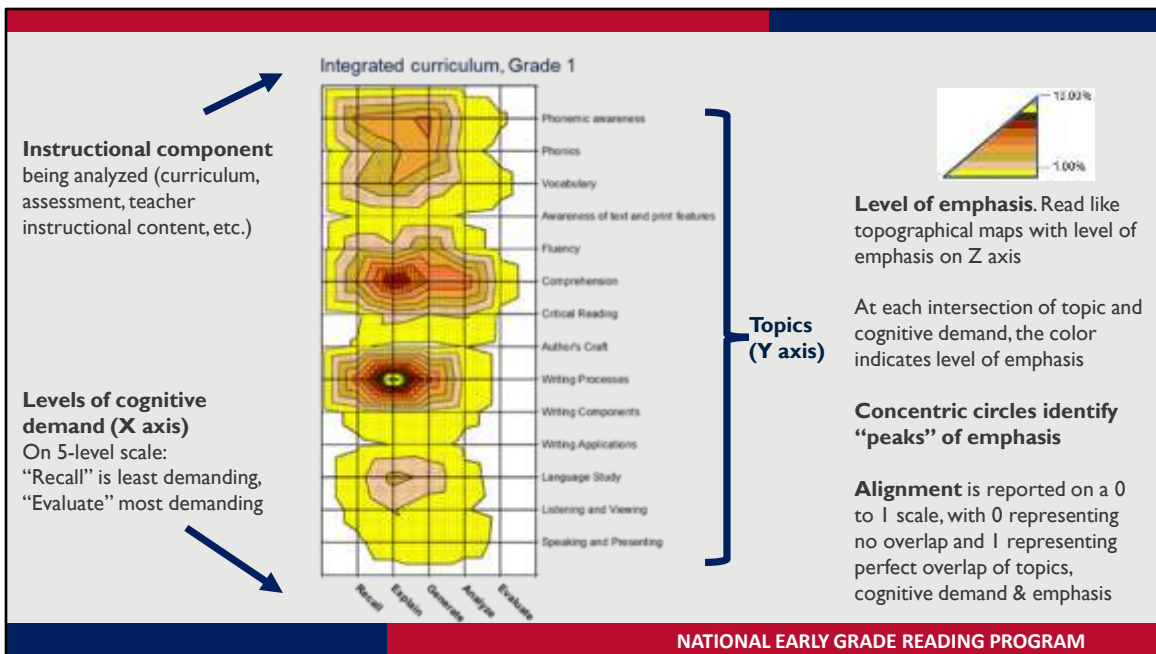 Integrated curriculum, Grade 1
Instructional component
being analyzed (curriculum,
assessment, teacher
instructional content, etc.)
Levels of cognitive
demand (X axis)
On 5-level scale:
“Recall” is least demanding,
“Evaluate” most demanding
Phonemic awareness
Phonics
Vocabulary
Awareness of text and print features
Fluency
Comprehension
Critical Reading
Author's Craft
Writing Processes
Writing Components
Writing Applications
Language Study
Listening and Viewing
Speaking and Presenting
Recall
Explain
Generate
Analyze
Evaluate
Topics
(Y axis)
1.00%
Level of emphasis. Read like
topographical maps with level of
emphasis on Z axis
At each intersection of topic and
cognitive demand, the color
indicates level of emphasis
Concentric circles identify
“peaks” of emphasis
Alignment is reported on a 0
to 1 scale, with 0 representing
no overlap and 1 representing
perfect overlap of topics,
cognitive demand & emphasis
NATIONAL EARLY GRADE READING PROGRAM